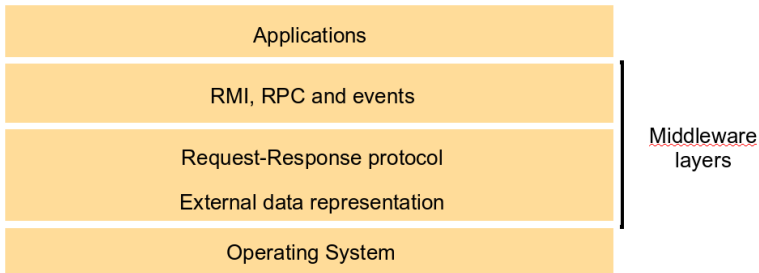 Applications
RMI, RPC and events
Request-Response protocol
External data representation
Operating System
Middleware
layers